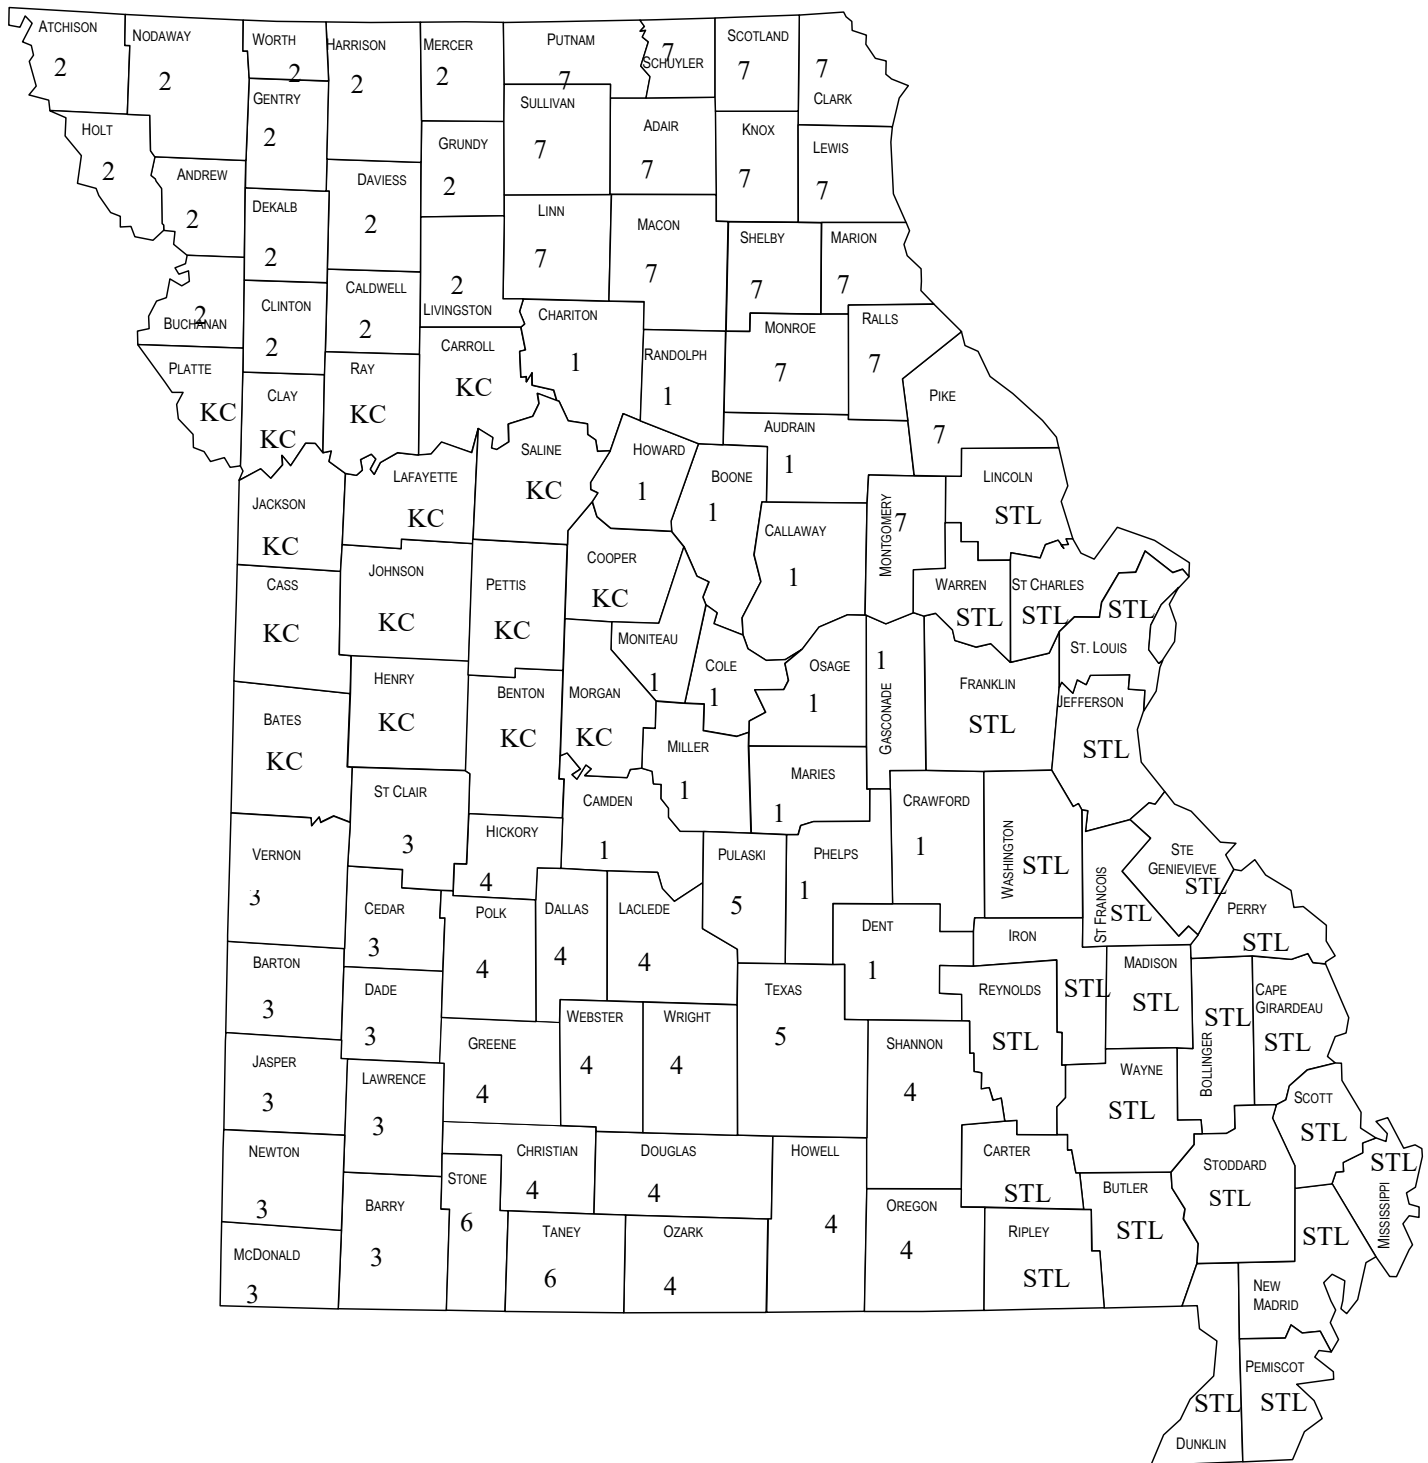 ATCHISON
2
NODAWAY
2
WORTH
2
HARRISON
2
MERCER
2
PUTNAM
7
7
SCHUYLER
SCOTLAND
7
7
CLARK
HOLT
2
ANDREW
2
GENTRY
2
DEKALB
2
DAVIESS
2
GRUNDY
2
SULLIVAN
7
ADAIR
7
KNOX
7
LEWIS
7
BUCHANAN
2
CLINTON
2
CALDWELL
2
2
LIVINGSTON
LINN
7
MACON
7
SHELBY
7
MARION
7
PLATTE
KC
CLAY
KC
RAY
KC
CARROLL
KC
CHARITON
1
RANDOLPH
1
MONROE
7
RALLS
7
PIKE
7
JACKSON
KC
LAFAYETTE
KC
SALINE
KC
HOWARD
1
BOONE
1
AUDRAIN
1
CALLAWAY
1
MONTGOMERY
7
LINCOLN
STL
WARREN
STL
ST CHARLES
STL
STL
ST. LOUIS
CASS
KC
JOHNSON
KC
PETTIS
KC
COOPER
KC
MONITEAU
1
COLE
1
OSAGE
1
1
GASCONADE
FRANKLIN
STL
JEFFERSON
STL
BATES
KC
HENRY
KC
BENTON
KC
MORGAN
KC
MILLER
1
MARIES
1
CRAWFORD
1
WASHINGTON
STL
ST FRANCOIS
STL
STE
GENIEVIEVE
STL
PERRY
STL
VERNON
3
ST CLAIR
3
HICKORY
4
CAMDEN
1
PULASKI
5
PHELPS
1
DENT
1
IRON
STL
MADISON
STL
BOLLINGER
STL
CAPE
GIRARDEAU
STL
BARTON
3
CEDAR
3
POLK
4
DALLAS
4
LACLEDE
4
TEXAS
5
REYNOLDS
STL
WAYNE
STL
SCOTT
STL
STL
MISSISSIPPI
JASPER
3
DADE
3
GREENE
4
WEBSTER
4
WRIGHT
4
SHANNON
4
CARTER
STL
BUTLER
STL
STODDARD
STL
NEWTON
3
LAWRENCE
3
STONE
6
CHRISTIAN
4
DOUGLAS
4
HOWELL
4
OREGON
4
RIPLEY
STL
STL
NEW
MADRID
MCDONALD
3
BARRY
3
TANEY
6
OZARK
4
STL
DUNKLIN
PEMISCOT
STL